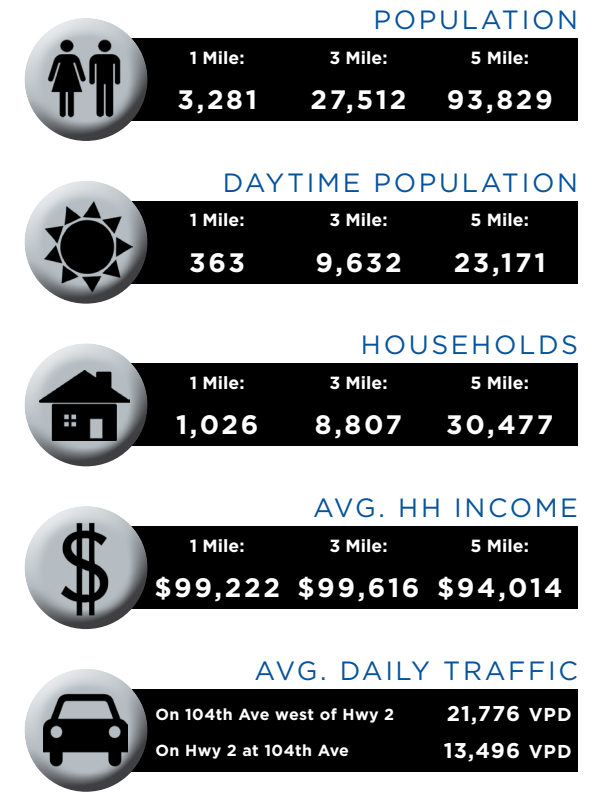 POPULATION
1 Mile: 3 Mile: 5 Mile:
3,281 27,512 93,829
DAYTIME POPULATION
1 Mile: 3 Mile: 5 Mile:
363 9,632 23,171
HOUSEHOLDS
1 Mile: 3 Mile: 5 Mile:
1,026 8,807 30,477
AVG. HH INCOME
1 Mile: 3 Mile: 5 Mile:
$99,222 $99,616 $94,014
$
AVG. DAILY TRAFFIC
On 104th Ave west of Hwy 2 21,776 VPD
On Hwy 2 at 104th Ave 13,496 VPD